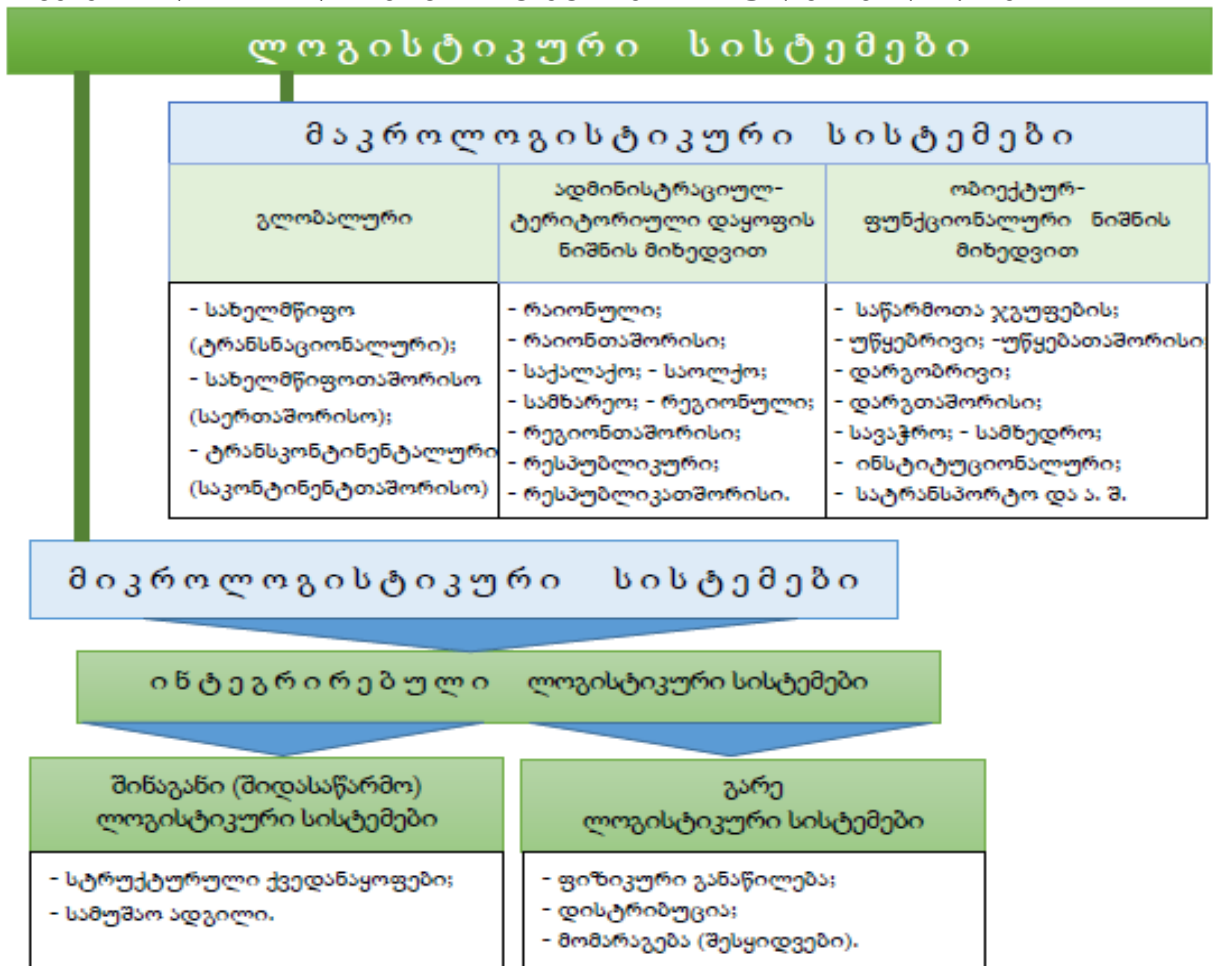 ლოგისტიკური სისტემები
მაკროლოგისტიკური სისტემები
გლობალური
ადმინისტრაციულ-
ტერიტორიული დაყოფის
ნიშნის მიხედვით
ობიექტურ-
ფუნქციონალური ნიშნის
მიხედვით
- სახელმწიფო
(ტრანსნაციონალური);
- სახელმწიფოთაშორისო
(საერთაშორისო);
- ტრანსკონტინენტალური
(საკონტინენტთაშორისო)
- რაიონული;
- რაიონთაშორისი;
- საქალაქო; - საოლქო;
- სამხარეო; - რეგიონული;
- რეგიონთაშორისი;
- რესპუბლიკური;
- რესპუბლიკათშორისი.
- საწარმოთა ჯგუფების;
- უწყებრივი; -უწყებათაშორისი
- დარგობრივი;
- დარგთაშორისი;
- სავაჭრო; - სამხედრო;
- ინსტიტუციონალური;
- სატრანსპორტო და ა. შ.
მიკროლოგისტიკური სისტემები
ინტეგრირებული ლოგისტიკური სისტემები
შინაგანი (შიდასაწარმო)
ლოგისტიკური სისტემები
გარე
ლოგისტიკური სისტემები
- სტრუქტურული ქვედანაყოფები;
- სამუშაო ადგილი.
- ფიზიკური განაწილება;
- დისტრიბუცია;
- მომარაგება (შესყიდვები).